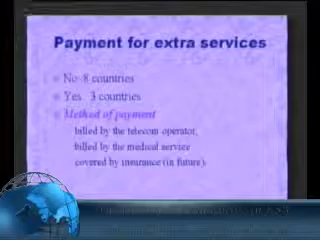 Payment for extra services
No 8 countries
Yes 3 countries
Method of payment
billed by the telecom operator,
billed by the medical service
covered by insurance (in future)